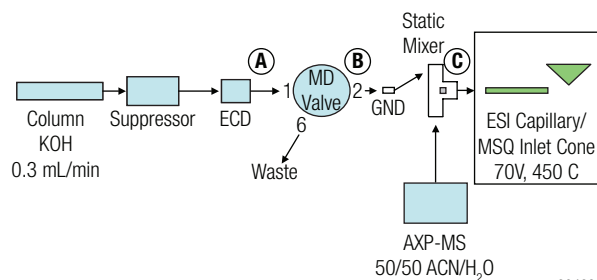 Static
Mixer
A
B
C
1
MD
Valve
2
6
GND
Column
KOH
0.3 mL/min
Suppressor
ECD
Waste
ESI Capillary/
MSQ Inlet Cone
70V, 450 C
AXP-MS
50/50 ACN/H₂O